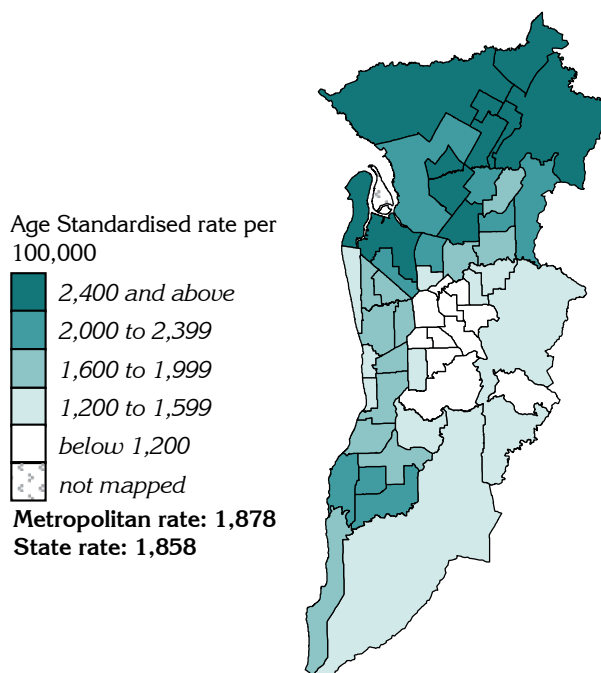 Age Standardised rate per
100,000
2,400 and above
2,000 to 2,399
1,600 to 1,999
1,200 to 1,599
below 1,200
not mapped
Metropolitan rate: 1,878
State rate: 1,858